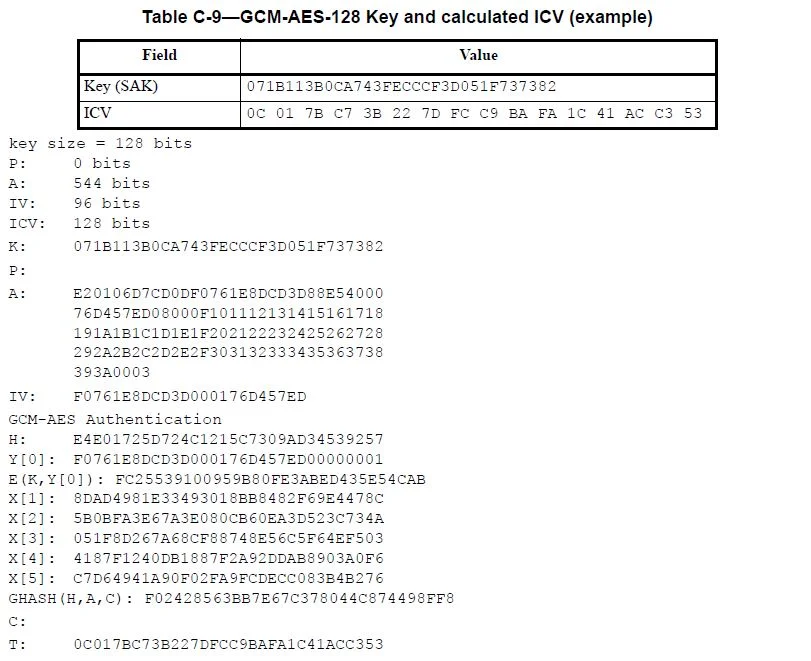 Table C-9—GCM-AES-128 Key and calculated ICV (example)
Field Value
Key (SAK) 071B113B0CA743FECCCF3D051F737382
ICV 0C 01 7B C7 3B 22 7D FC C9 BA FA 1C 41 AC C3 53
key size = 128 bits
P: 0 bits
A: 544 bits
IV: 96 bits
ICV: 128 bits
K: 071B113B0CA743FECCCF3D051F737382
P:
A: E20106D7CD0DF0761E8DCD3D88E54000
76D457ED08000F101112131415161718
191A1B1C1D1E1F202122232425262728
292A2B2C2D2E2F303132333435363738
393A0003
IV: F0761E8DCD3D000176D457ED
GCM-AES Authentication
H: E4E01725D724C1215C7309AD34539257
Y[0]: F0761E8DCD3D000176D457ED00000001
E(K,Y[0]): FC25539100959B80FE3ABED435E54CAB
X[1]: 8DAD4981E33493018BB8482F69E4478C
X[2]: 5B0BFA3E67A3E080CB60EA3D523C734A
X[3]: 051F8D267A68CF88748E56C5F64EF503
X[4]: 4187F1240DB1887F2A92DDAB8903A0F6
X[5]: C7D64941A90F02FA9FCDECC083B4B276
GHASH(H,A,C): F02428563BB7E67C378044C874498FF8
C:
T: 0C017BC73B227DFCC9BAFA1C41ACC353